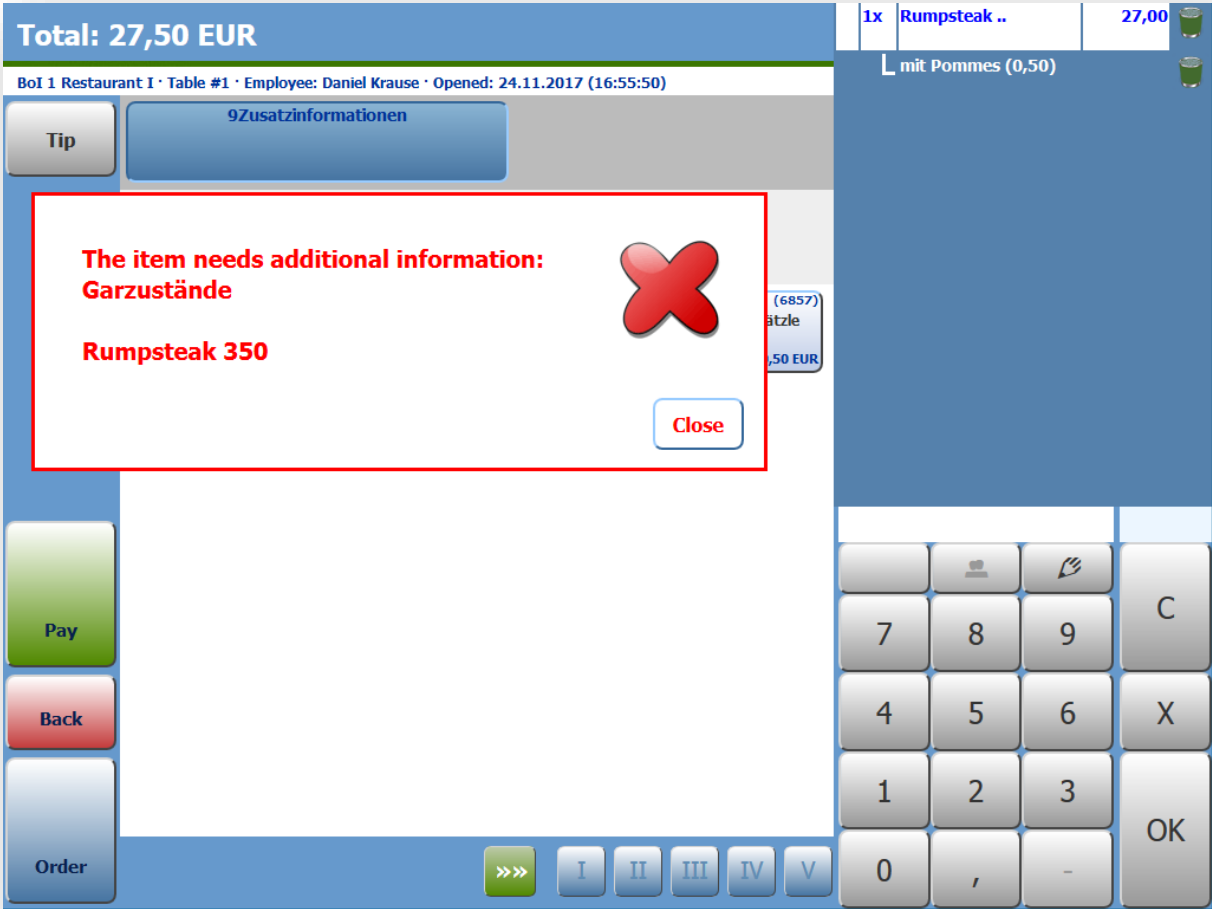 Total: 27,50 EUR
BoI 1 Restaurant I · Table #1 · Employee: Daniel Krause · Opened: 24.11.2017 (16:55:50)
Tip
9Zusatzinformationen
The item needs additional information:
Garzustände
Rumpsteak 350
Close
(6857)
ätzle
,50 EUR
Pay
Back
Order
»»
I
II
III
IV
V
1x Rumpsteak .. 27,00
mit Pommes (0,50)
7 8 9 C
4 5 6 X
1 2 3
0 , - OK